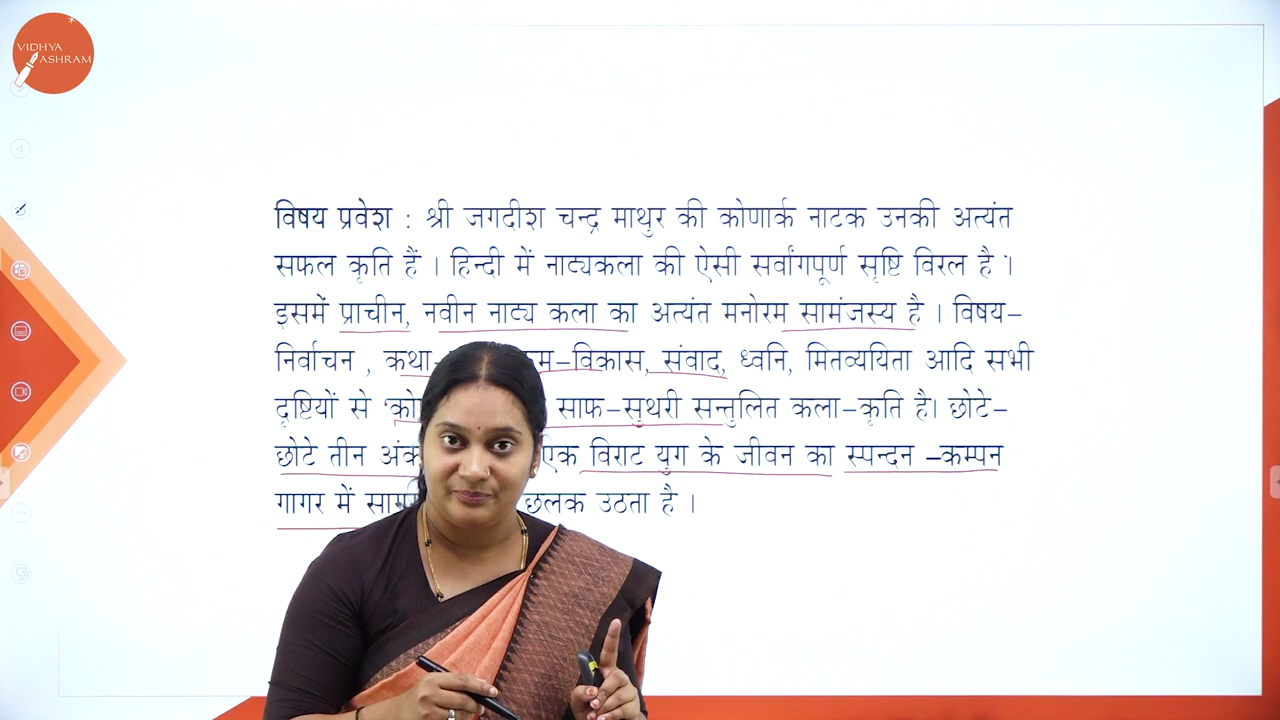 VIDHYA
ASHRAM
विषय प्रवेश : श्री जगदीश चन्द्र माथुर की कोणार्क नाटक उनकी अत्यंत
सफल कृति हैं । हिन्दी में नाट्यकला की ऐसी सर्वांगपूर्ण सृष्टि विरल है ।
इसमें प्राचीन, नवीन नाट्य कला का अत्यंत मनोरम सामंजस्य है । विषय-
निर्वाचन , कथा- -विकास, संवाद, ध्वनि, मितव्ययिता आदि सभी
दृष्टियों से साफ-सुथरी सन्तुलित कला-कृति है। छोटे-
छोटे तीन एक विराट युग के जीवन का स्पन्दन –कम्पन
गागर में छलक उठता है ।